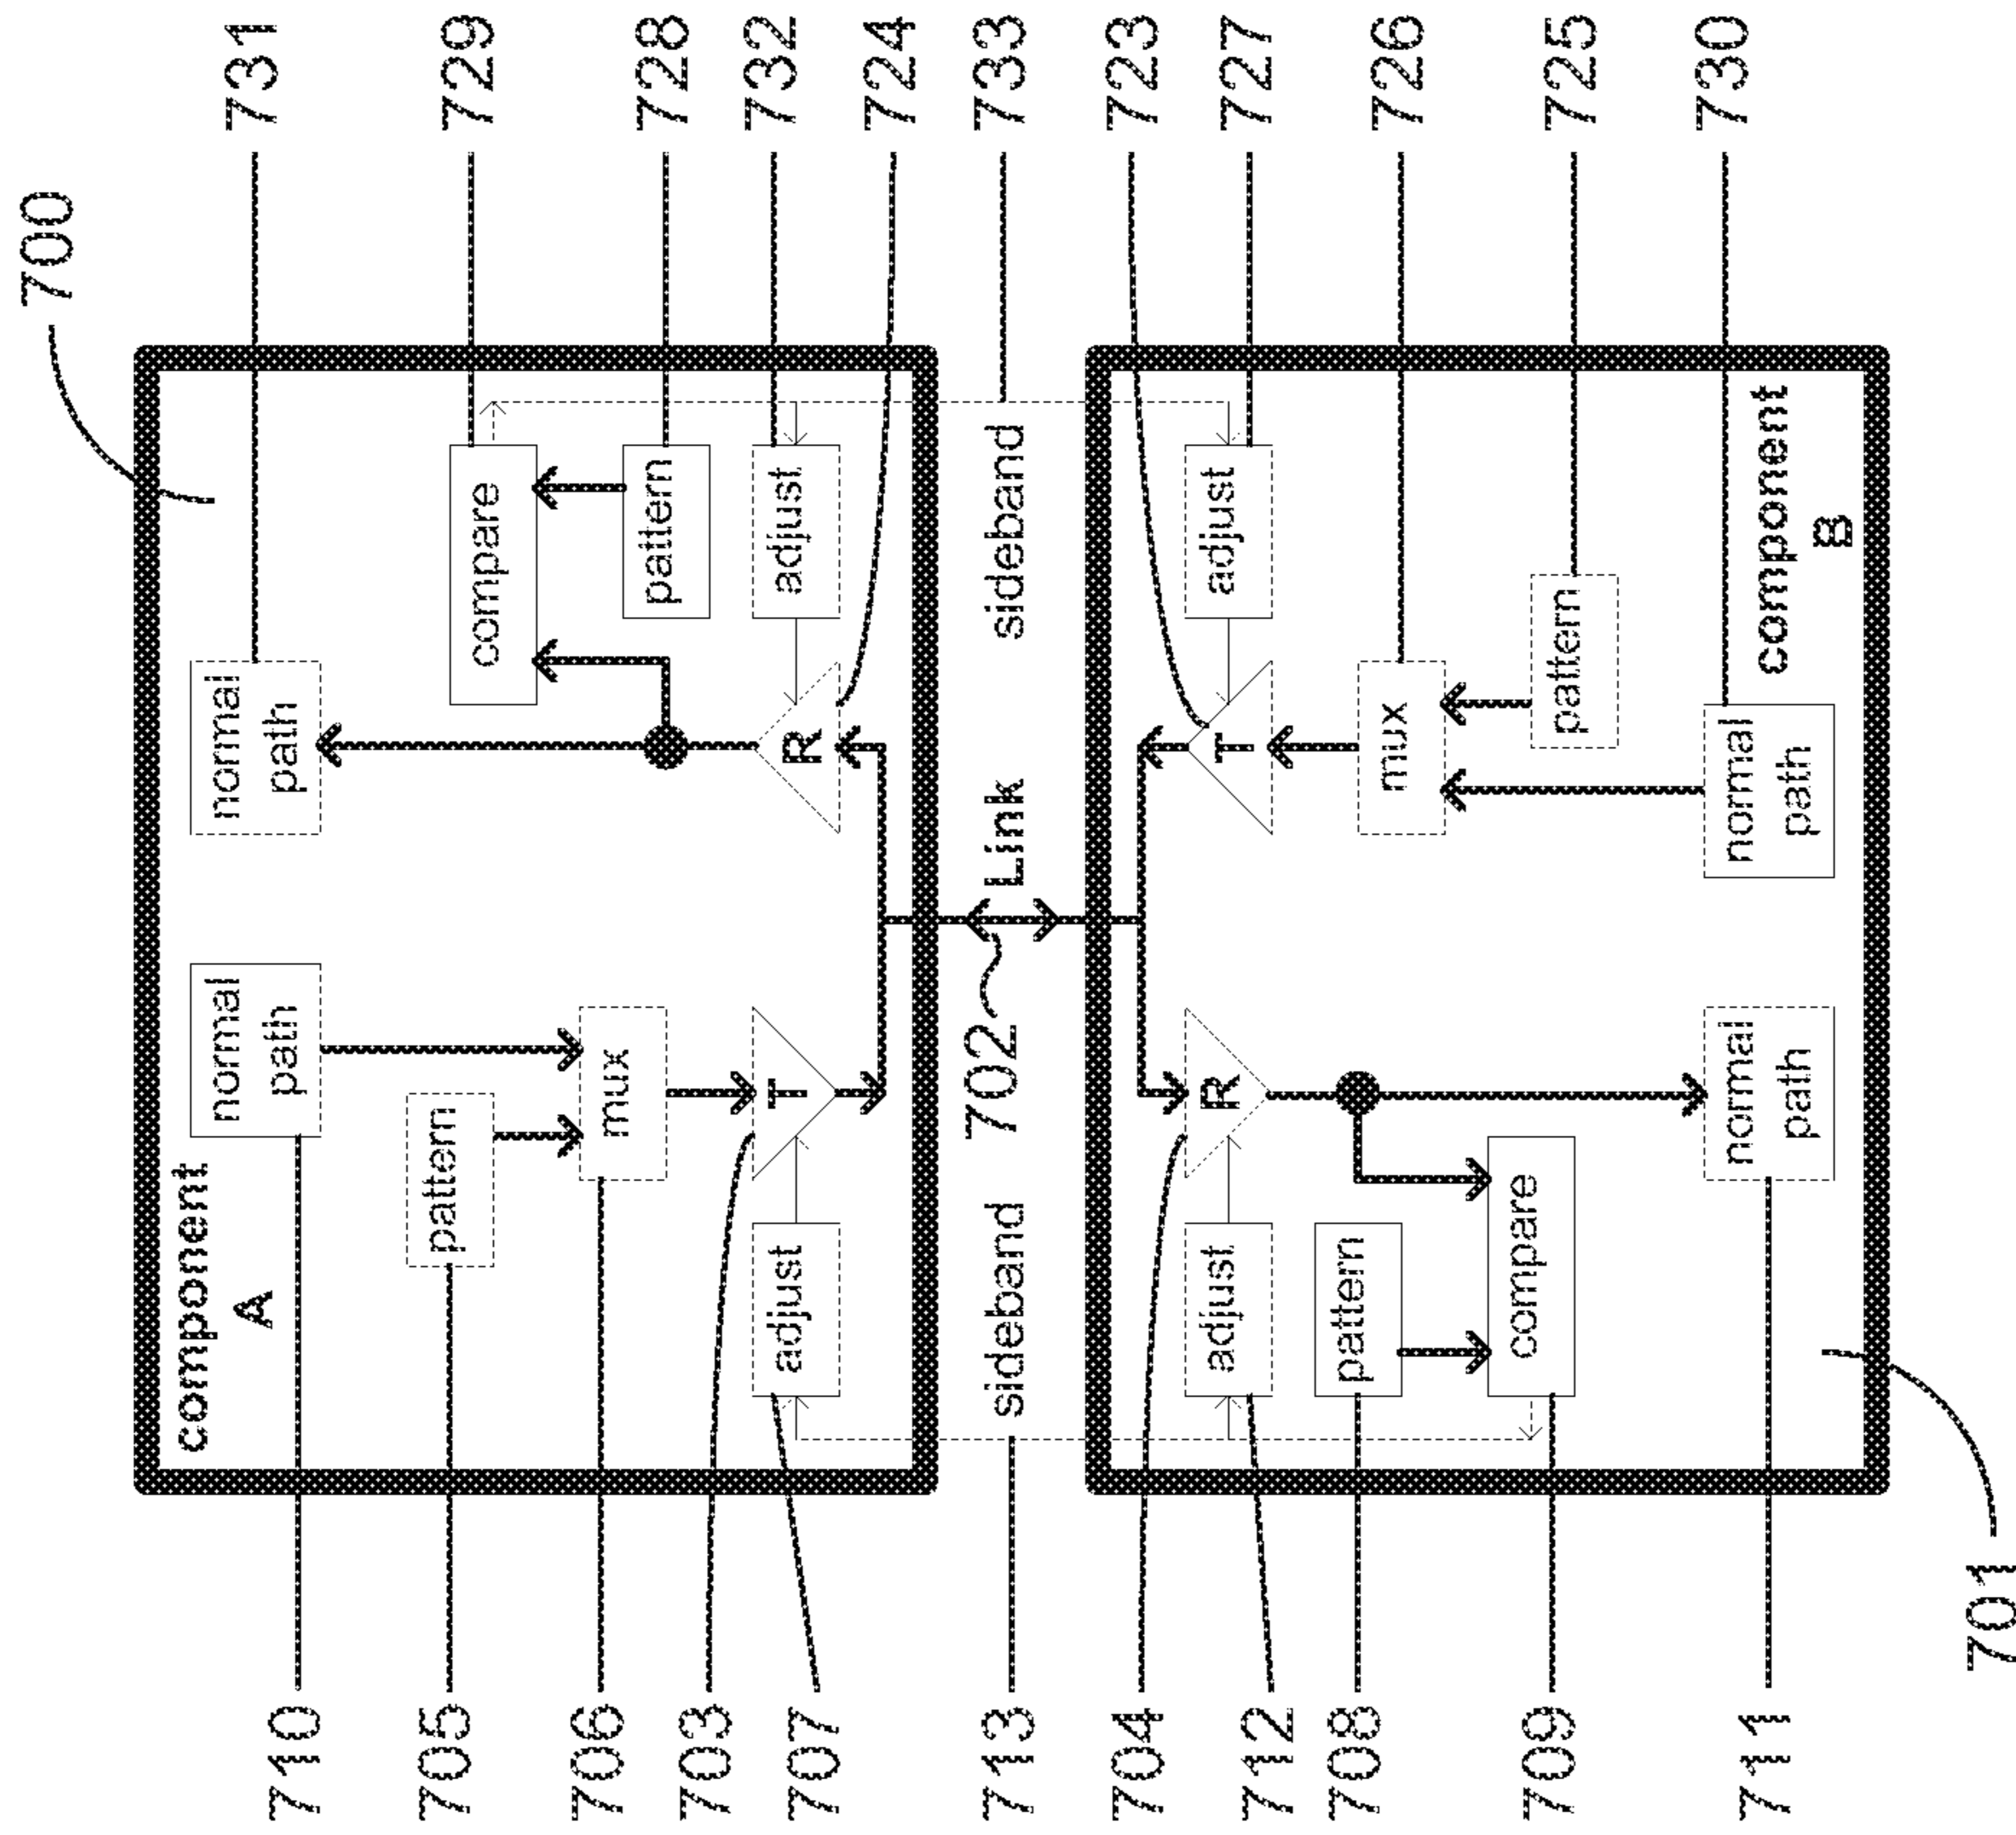 700
731
729
728
732
724
733
723
727
726
725
730
component
A
normal
path
pattern
mux
T
adjust
normal
path
compare
pattern
adjust
R
sideband
702
Link
sideband
R
adjust
pattern
compare
normal
path
T
adjust
mux
pattern
normal
path
component
B
710
705
706
703
707
713
704
712
708
709
711
701